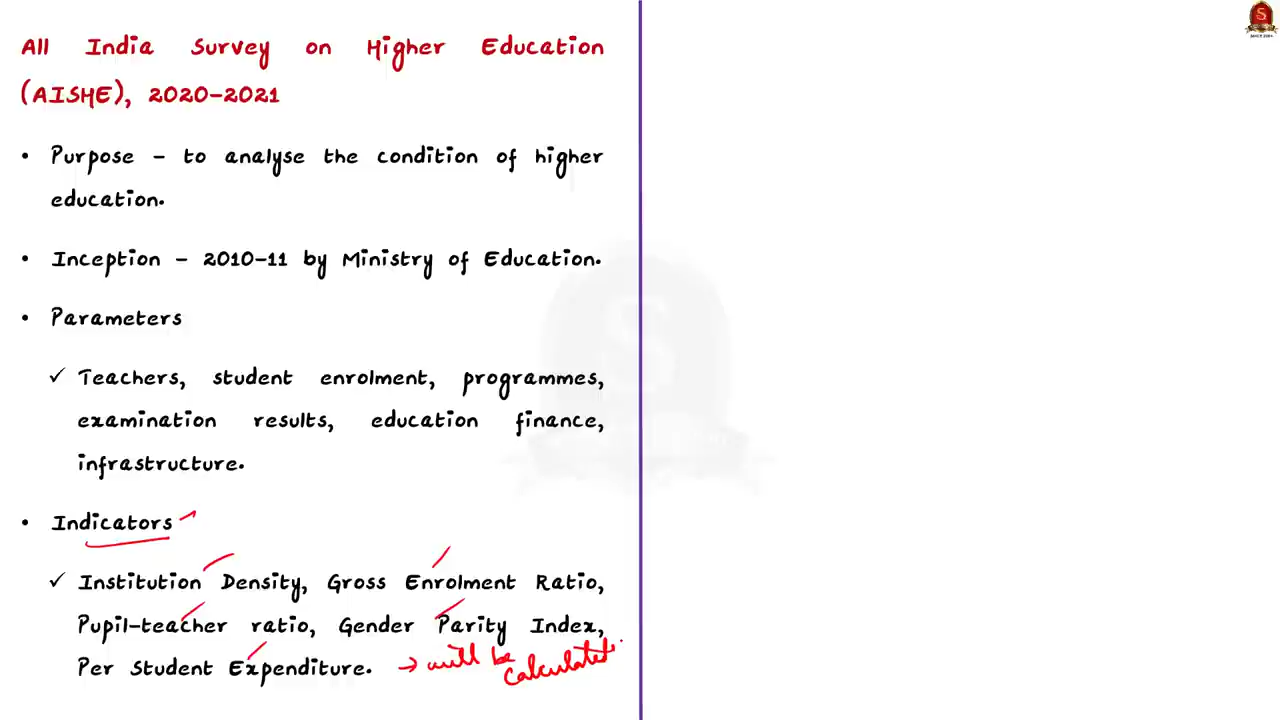 All India Survey on Higher Education
(AISHE), 2020-2021
• Purpose - to analyse the condition of higher
education.
• Inception - 2010-11 by Ministry of Education.
• Parameters
✓ Teachers, student enrolment, programmes,
examination results, education finance,
infrastructure.
• Indicators
✓ Institution Density, Gross Enrolment Ratio,
Pupil-teacher ratio, Gender Parity Index,
Per Student Expenditure. → will be
calculated
S